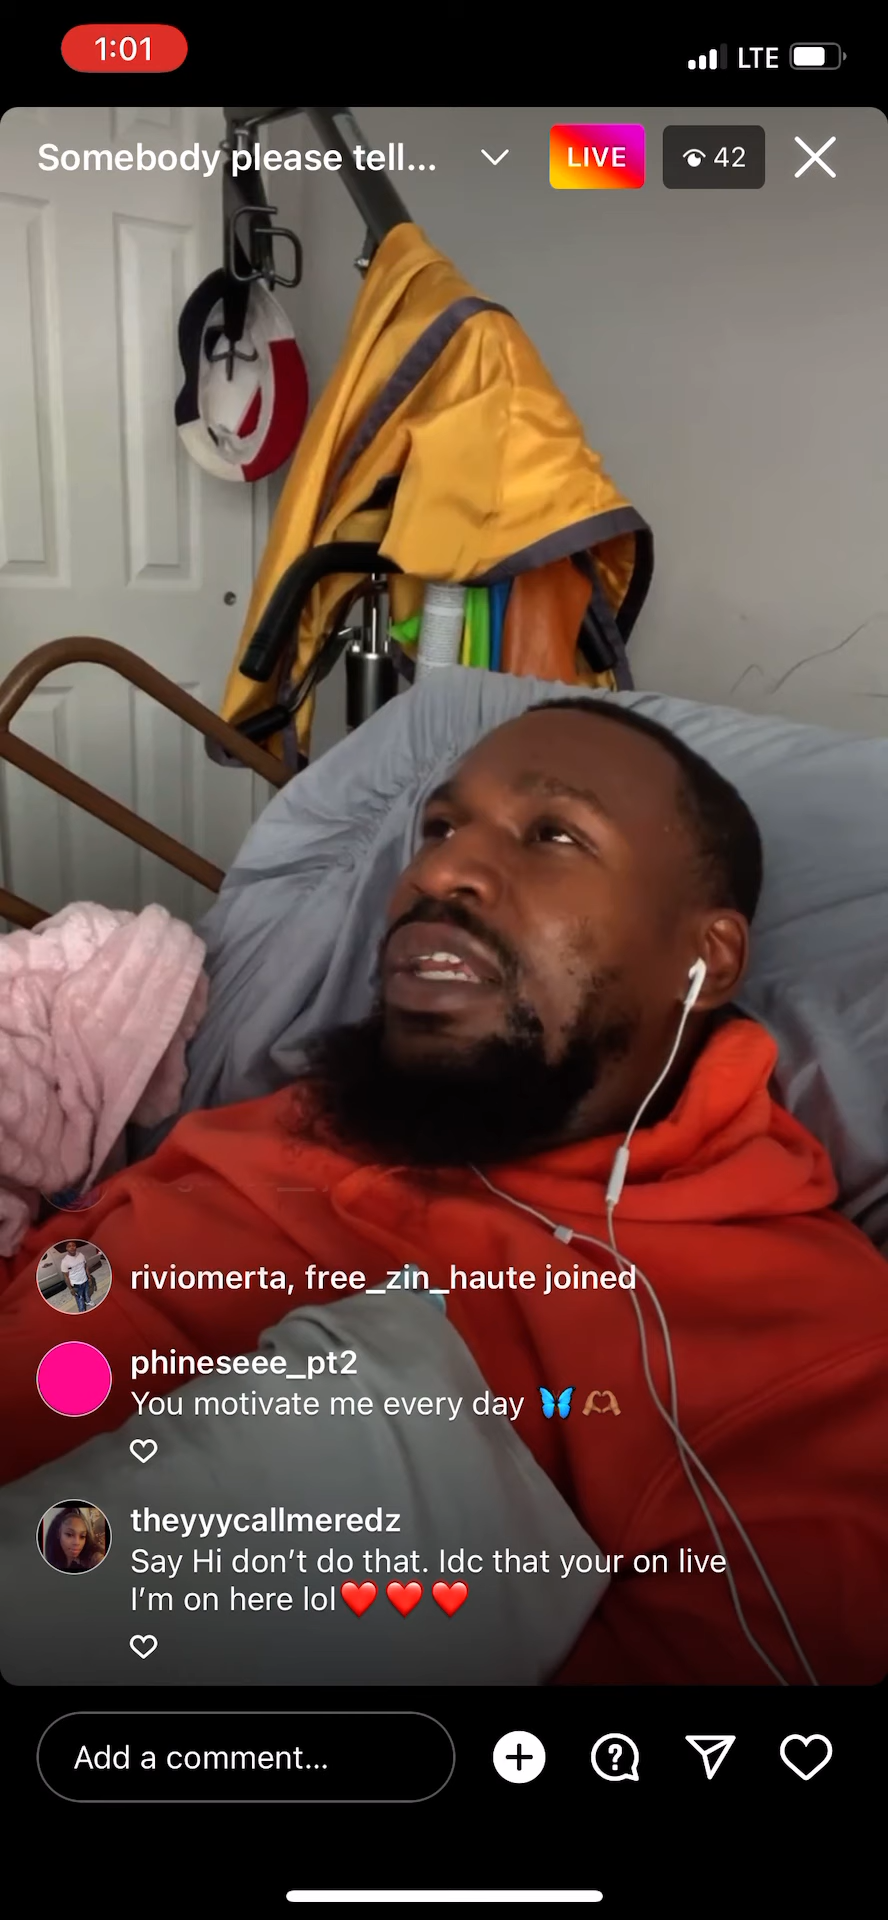 1:01
LTE
Somebody please tell...
LIVE
42
riviomerta, free_zin_haute joined
phineseee_pt2
You motivate me every day 🦋 🫶🏽
theyyycallmeredz
Say Hi don’t do that. Idc that your on live
I’m on here lol❤️❤️❤️
Add a comment...